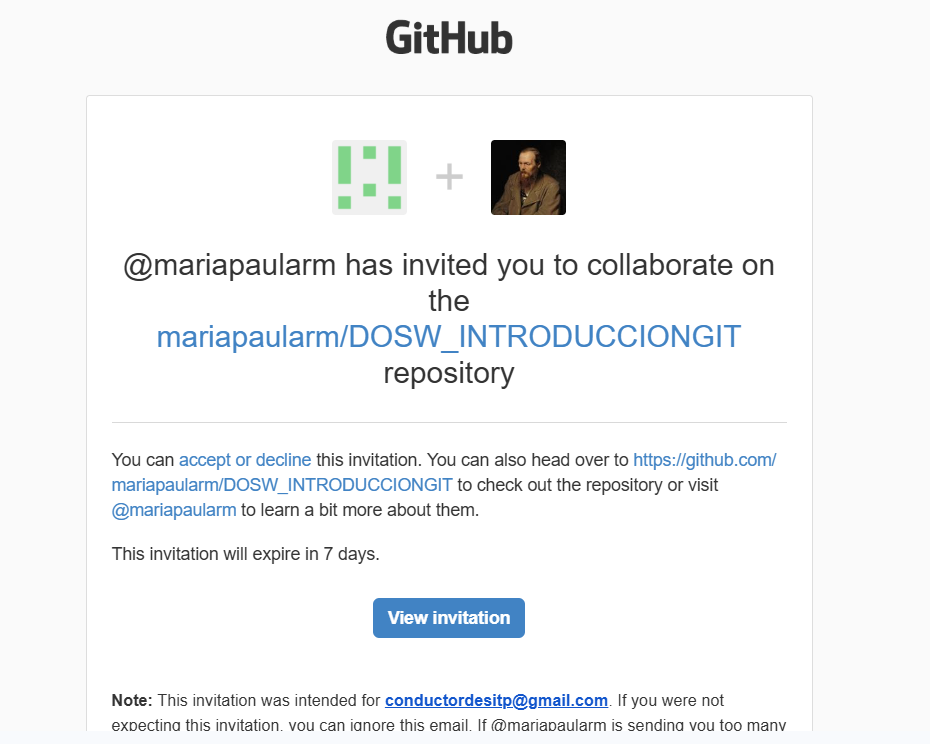 GitHub
@mariapaularm has invited you to collaborate on
the
mariapaularm/DOSW_INTRODUCCIONGIT
repository
You can accept or decline this invitation. You can also head over to https://github.com/
mariapaularm/DOSW_INTRODUCCIONGIT to check out the repository or visit
@mariapaularm to learn a bit more about them.
This invitation will expire in 7 days.
View invitation
Note: This invitation was intended for conductordesitp@gmail.com. If you were not
expecting this invitation, you can ignore this email. If @mariapaularm is sending you too many